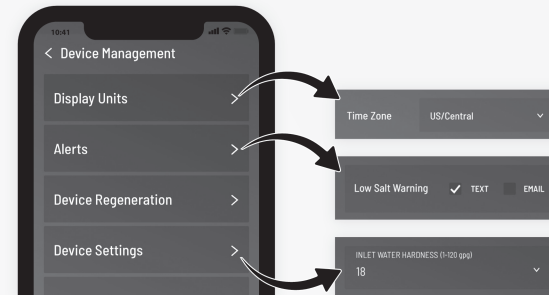 10:41
< Device Management
Display Units >
Alerts >
Device Regeneration >
Device Settings >
Time Zone US/Central
Low Salt Warning ✓ TEXT EMAIL
INLET WATER HARDNESS (1-120 gpg)
18